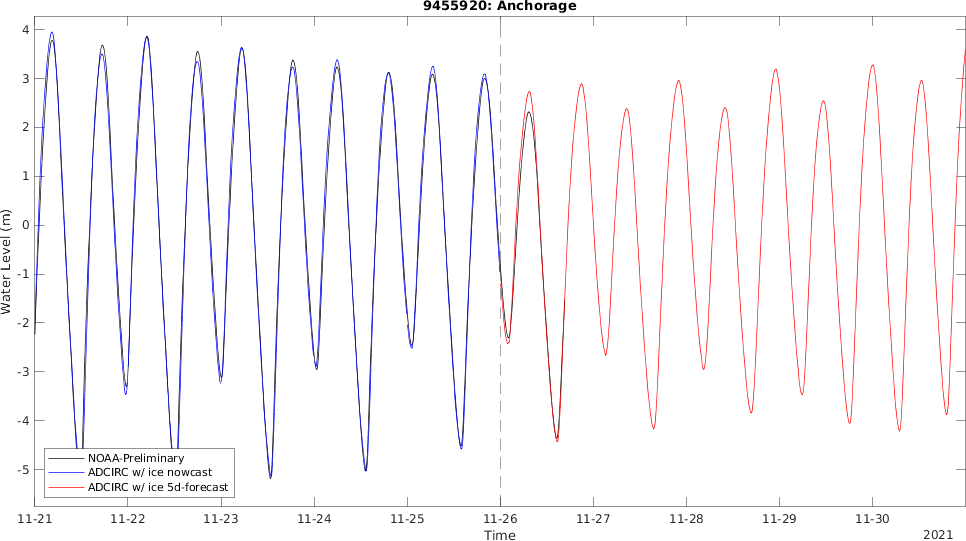 9455920: Anchorage
4
3
2
1
0
-1
-2
-3
-4
-5
Water Level (m)
NOAA-Preliminary
ADCIRC w/ ice nowcast
ADCIRC w/ ice 5d-forecast
11-21 11-22 11-23 11-24 11-25 11-26 11-27 11-28 11-29 11-30
Time
2021